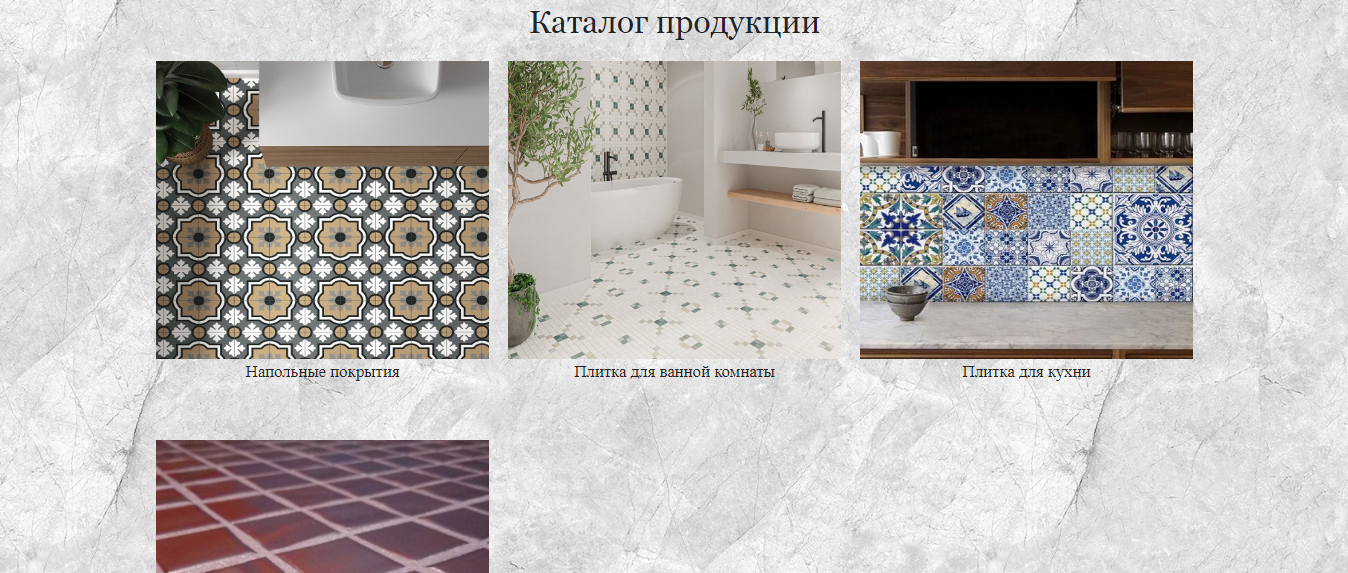 Каталог продукции
Напольные покрытия
Плитка для ванной комнаты
Плитка для кухни